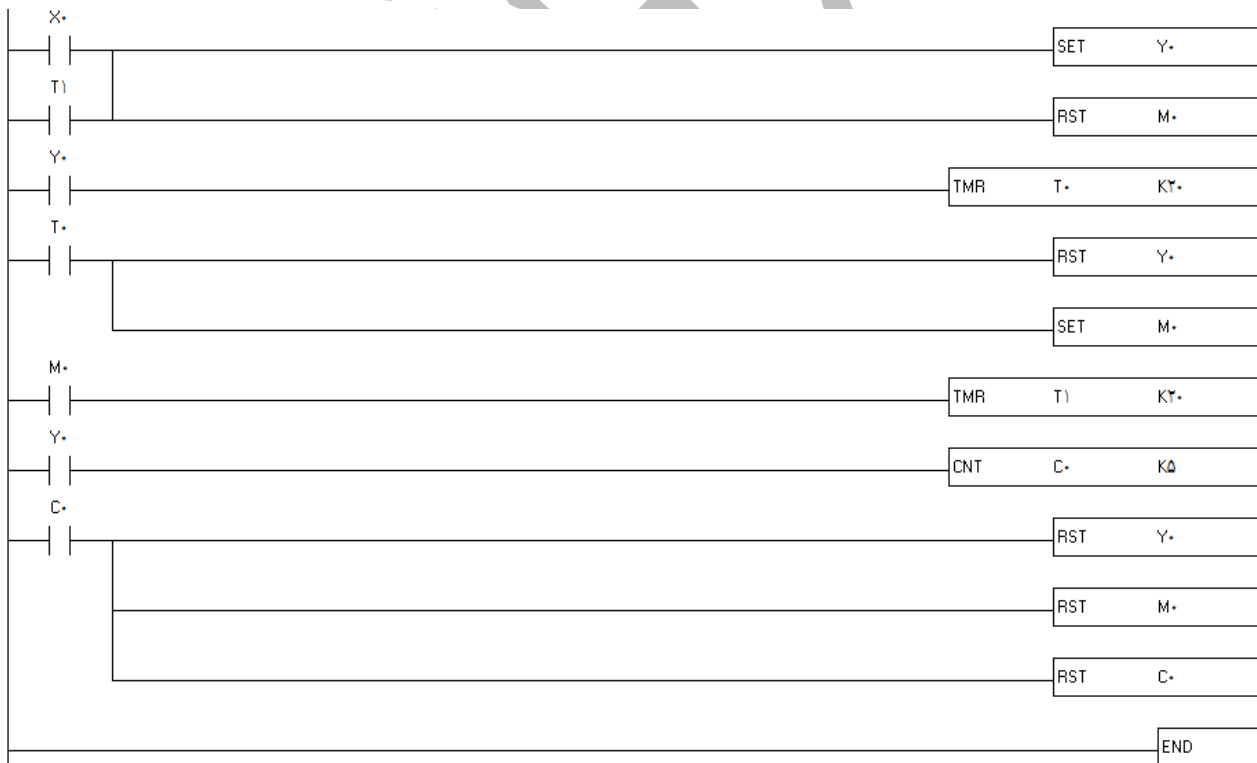 X۰
SET Y۰
T۱
RST M۰
Y۰
TMR T۰ K۲۰
T۰
RST Y۰
SET M۰
M۰
TMR T۱ K۲۰
Y۰
CNT C۰ K۵
C۰
RST Y۰
RST M۰
RST C۰
END